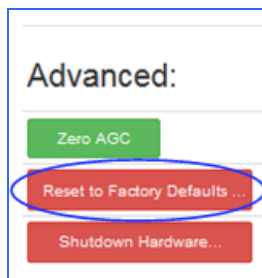 Advanced:
Zero AGC
Reset to Factory Defaults ...
Shutdown Hardware...